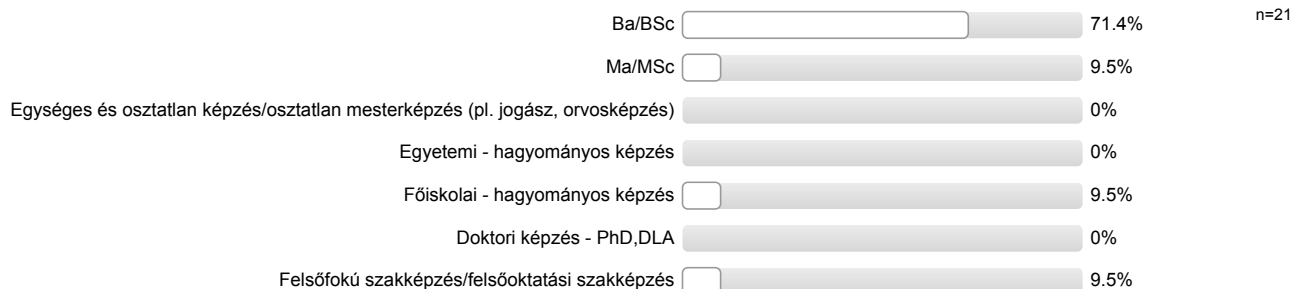 Ba/BSc 71.4% n=21
Ma/MSc 9.5%
Egységes és osztatlan képzés/osztatlan mesterképzés (pl. jogász, orvosképzés) 0%
Egyetemi - hagyományos képzés 0%
Főiskolai - hagyományos képzés 9.5%
Doktori képzés - PhD,DLA 0%
Felsőfokú szakképzés/felsőoktatási szakképzés 9.5%